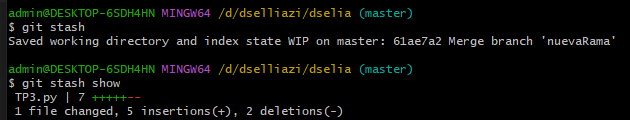 admin@DESKTOP-6SDH4HN MINGW64 /d/dselliazi/dselia (master)
$ git stash
Saved working directory and index state WIP on master: 61ae7a2 Merge branch 'nuevaRama'
admin@DESKTOP-6SDH4HN MINGW64 /d/dselliazi/dselia (master)
$ git stash show
 TP3.py | 7 +++++--
 1 file changed, 5 insertions(+), 2 deletions(-)